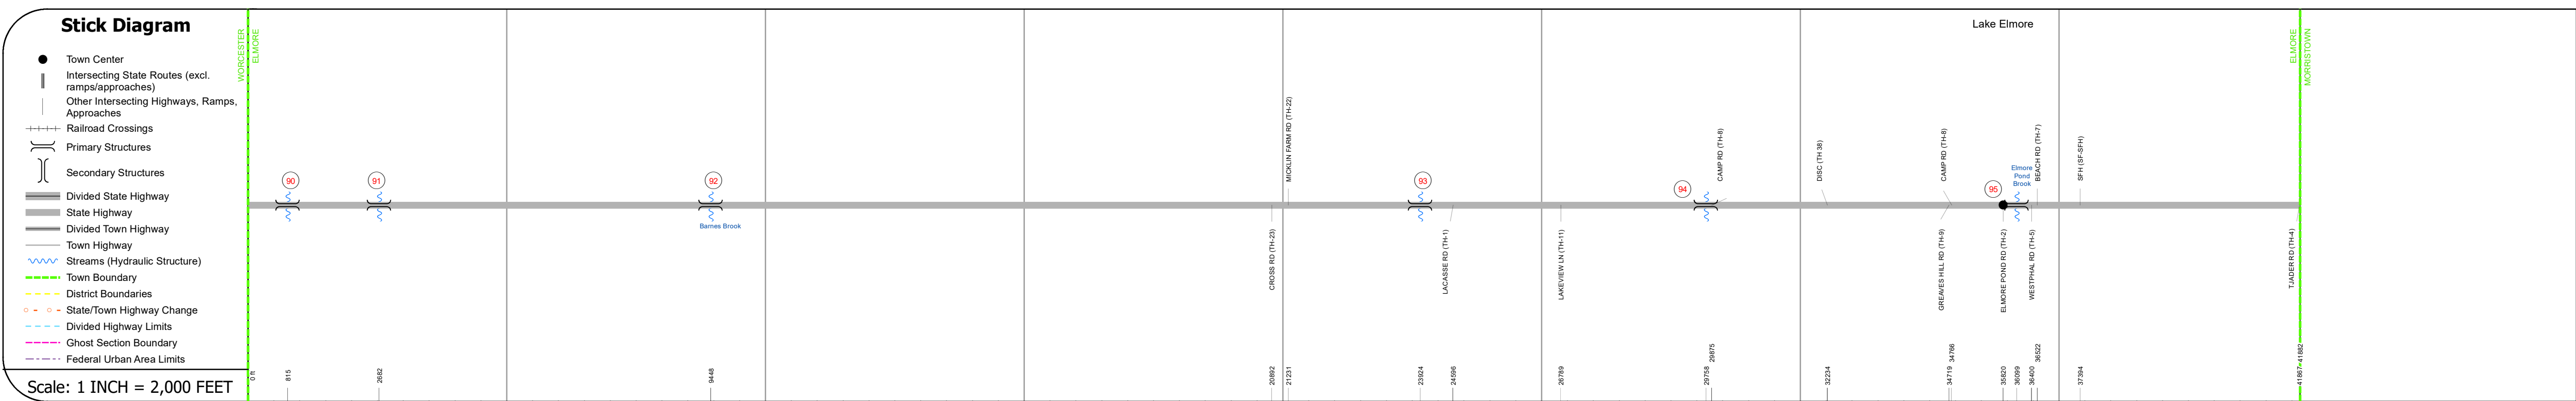 Stick Diagram
Town Center
Intersecting State Routes (excl.
ramps/approaches)
Other Intersecting Highways, Ramps,
Approaches
Railroad Crossings
Primary Structures
Secondary Structures
Divided State Highway
State Highway
Divided Town Highway
Town Highway
Streams (Hydraulic Structure)
Town Boundary
District Boundaries
State/Town Highway Change
Divided Highway Limits
Ghost Section Boundary
Federal Urban Area Limits
Scale: 1 INCH = 2,000 FEET
WORCESTER
ELMORE
Lake Elmore
ELMORE
MORRISTOWN
90
91
92
Barnes Brook
93
94
95
Elmore
Pond
Brook
MICKLIN FARM RD (TH-22)
CAMP RD (TH-8)
DISC (TH 38)
CAMP RD (TH-8)
BEACH RD (TH-7)
SFH (SF-SFH)
CROSS RD (TH-23)
LACASSE RD (TH-1)
LAKEVIEW LN (TH-11)
GREAVES HILL RD (TH-9)
ELMORE POND RD (TH-2)
WESTPHAL RD (TH-5)
TJADER RD (TH-4)
0 ft
815
2682
9448
20892
21231
23924
24596
26789
29758
29875
32234
34719
34766
35820
36099
36400
36522
37394
41867
41882